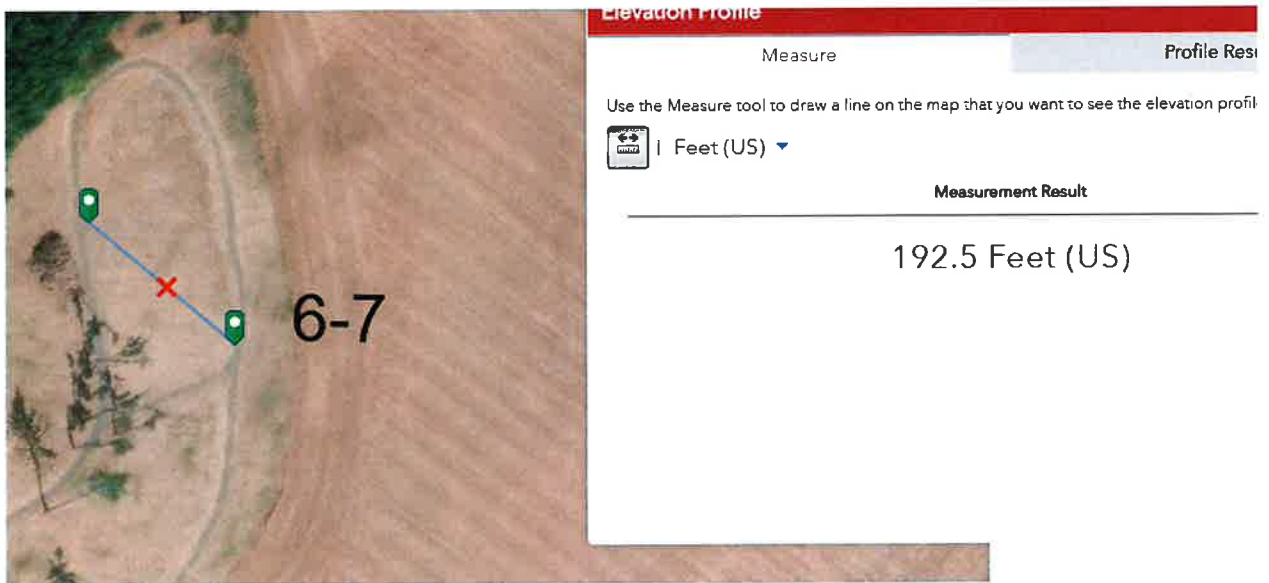 Elevation Profile
Measure
Profile Resu
Use the Measure tool to draw a line on the map that you want to see the elevation profil
i Feet (US)
Measurement Result
192.5 Feet (US)
6-7